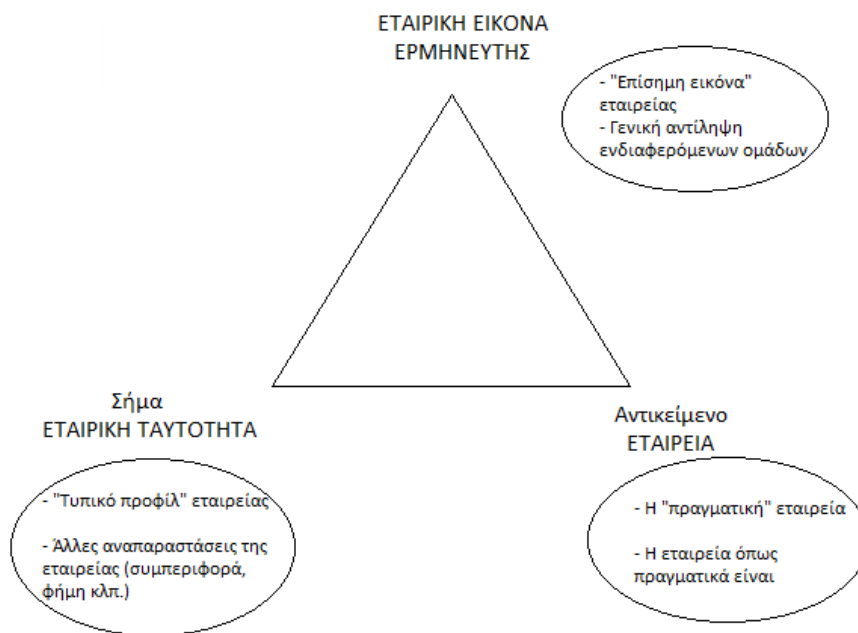 ΕΤΑΙΡΙΚΗ ΕΙΚΟΝΑ
ΕΡΜΗΝΕΥΤΗΣ
- "Επίσημη εικόνα"
εταιρείας
- Γενική αντίληψη
ενδιαφερόμενων ομάδων
Σήμα
ΕΤΑΙΡΙΚΗ ΤΑΥΤΟΤΗΤΑ
- "Τυπικό προφίλ" εταιρείας
- Άλλες αναπαραστάσεις της
εταιρείας (συμπεριφορά,
φήμη κλπ.)
Αντικείμενο
ΕΤΑΙΡΕΙΑ
- Η "πραγματική" εταιρεία
- Η εταιρεία όπως
πραγματικά είναι